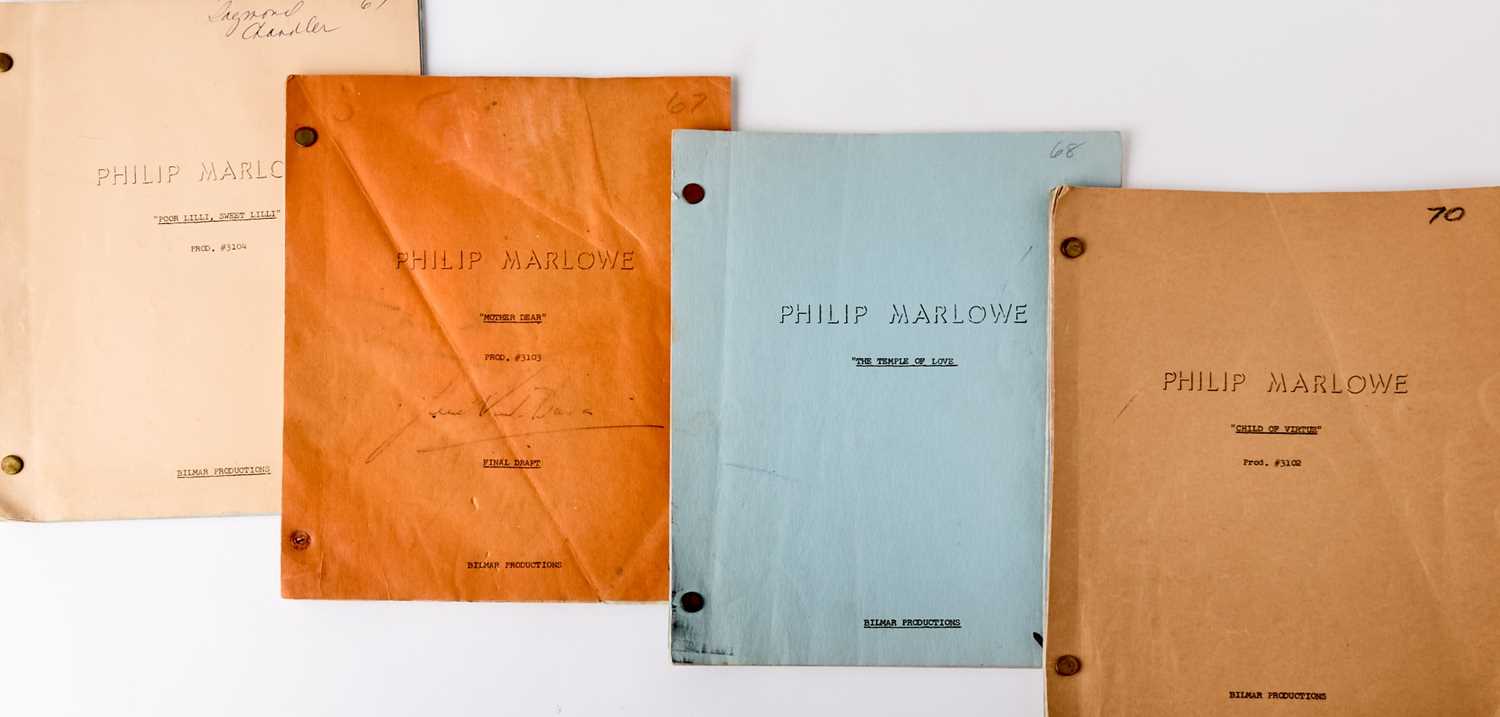 Raymond
Chandler
PHILIP MARLO
"POOR LILLI, SWEET LILLI"
PROD. #3104
BILMAR PRODUCTIONS
67
PHILIP MARLOWE
"MOTHER DEAR"
PROD. #3103
FINAL DRAFT
BILMAR PRODUCTIONS
68
PHILIP MARLOWE
"THE TEMPLE OF LOVE
BILMAR PRODUCTIONS
70
PHILIP MARLOWE
"CHILD OF VIRTUE"
Prod. #3102
BILMAR PRODUCTIONS